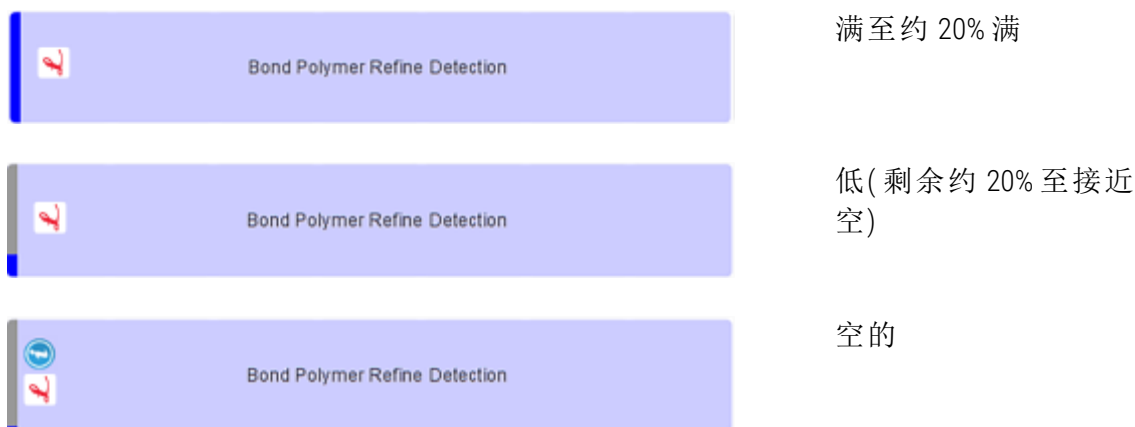 Bond Polymer Refine Detection
满至约 20% 满
Bond Polymer Refine Detection
低( 剩余约 20% 至接近
空)
Bond Polymer Refine Detection
空的